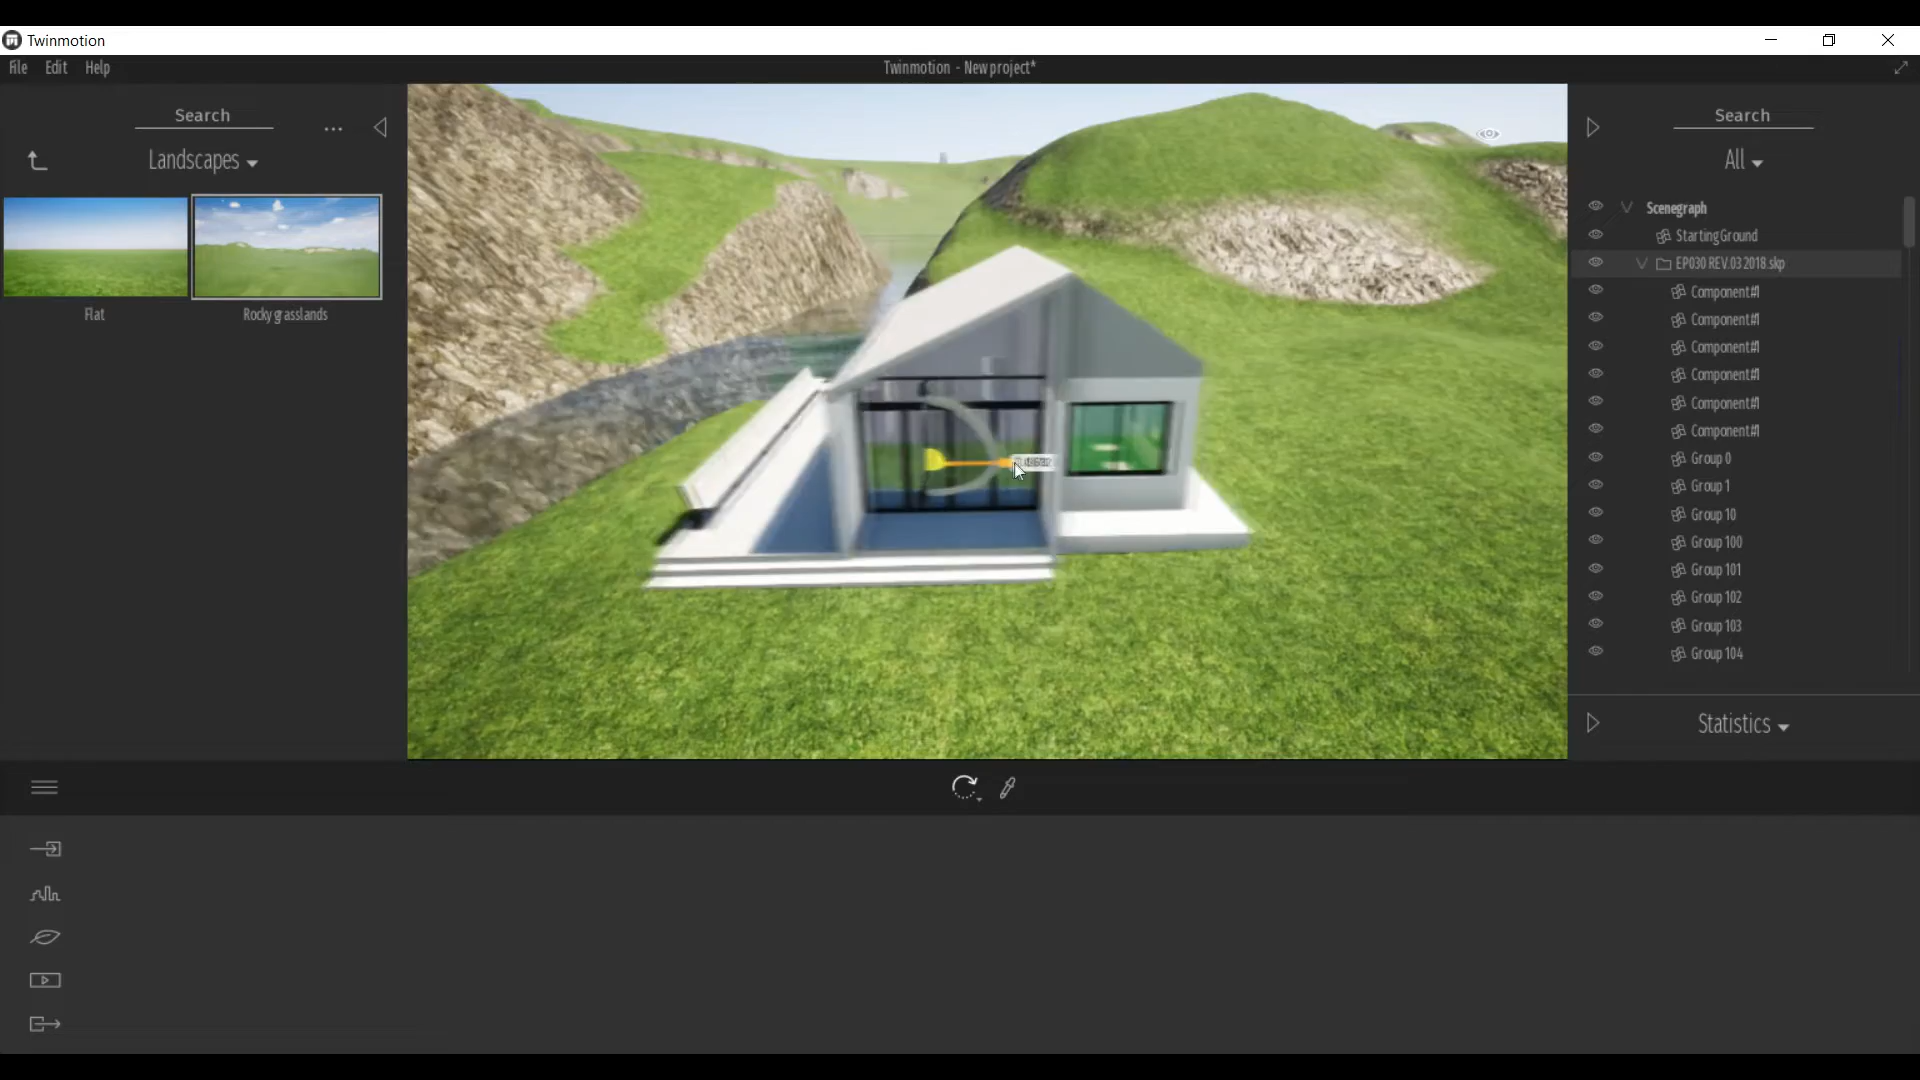 Twinmotion
File Edit Help
Twinmotion - New project*
Search
...
Landscapes
Flat
Rocky grasslands
Search
All
Scenegraph
StartingGround
EP030 REV.03 2018.skp
Component#1
Component#1
Component#1
Component#1
Component#1
Component#1
Group 0
Group 1
Group 10
Group 100
Group 101
Group 102
Group 103
Group 104
Statistics